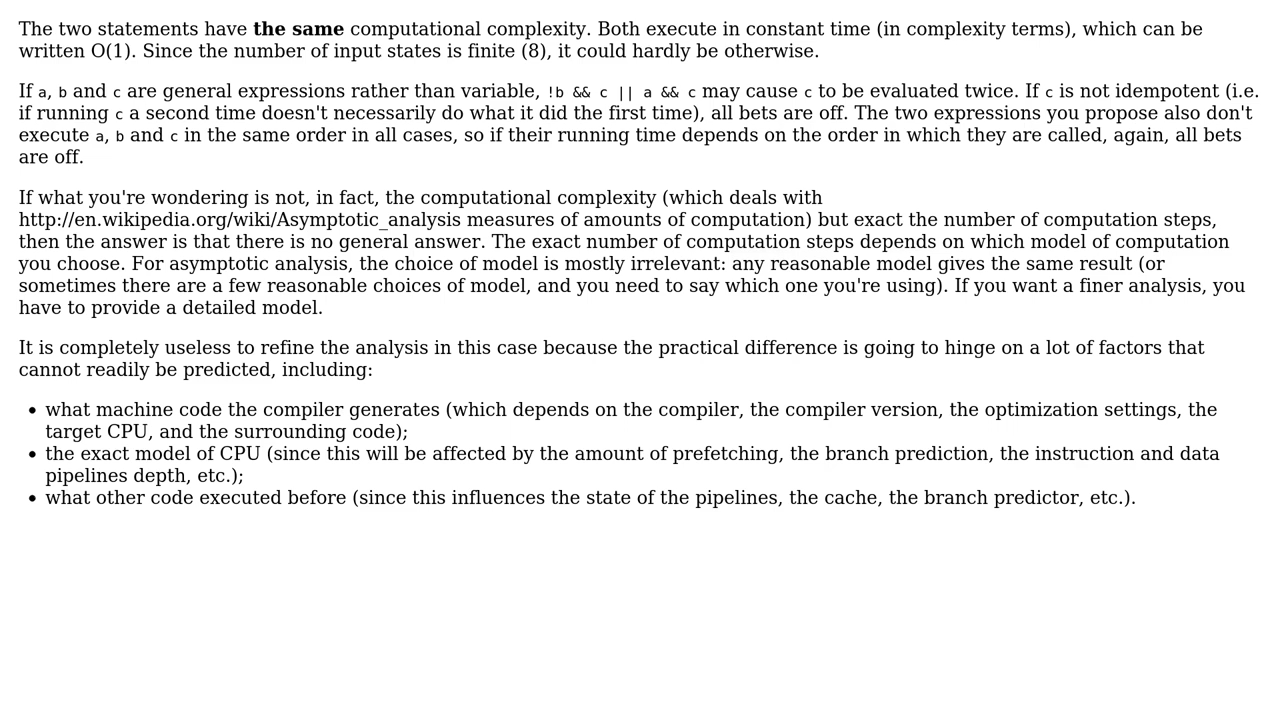 The two statements have the same computational complexity. Both execute in constant time (in complexity terms), which can be
written O(1). Since the number of input states is finite (8), it could hardly be otherwise.
If a, b and c are general expressions rather than variable, !b && c || a && c may cause c to be evaluated twice. If c is not idempotent (i.e.
if running c a second time doesn't necessarily do what it did the first time), all bets are off. The two expressions you propose also don't
execute a, b and c in the same order in all cases, so if their running time depends on the order in which they are called, again, all bets
are off.
If what you're wondering is not, in fact, the computational complexity (which deals with
http://en.wikipedia.org/wiki/Asymptotic_analysis measures of amounts of computation) but exact the number of computation steps,
then the answer is that there is no general answer. The exact number of computation steps depends on which model of computation
you choose. For asymptotic analysis, the choice of model is mostly irrelevant: any reasonable model gives the same result (or
sometimes there are a few reasonable choices of model, and you need to say which one you're using). If you want a finer analysis, you
have to provide a detailed model.
It is completely useless to refine the analysis in this case because the practical difference is going to hinge on a lot of factors that
cannot readily be predicted, including:
• what machine code the compiler generates (which depends on the compiler, the compiler version, the optimization settings, the
target CPU, and the surrounding code);
• the exact model of CPU (since this will be affected by the amount of prefetching, the branch prediction, the instruction and data
pipelines depth, etc.);
• what other code executed before (since this influences the state of the pipelines, the cache, the branch predictor, etc.).